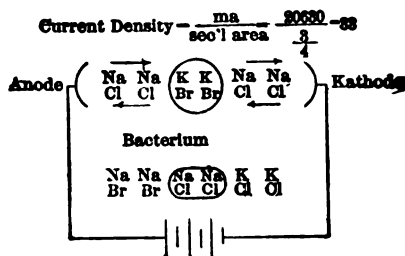 Current Density = ma / sec'l area = 20630 / 3/4 = 33
Na Na K K Na Na
Anode Kathode
Cl Cl Br Br Cl Cl
Bacterium
Na Na Na Na K K
Br Br Cl Cl Cl Cl